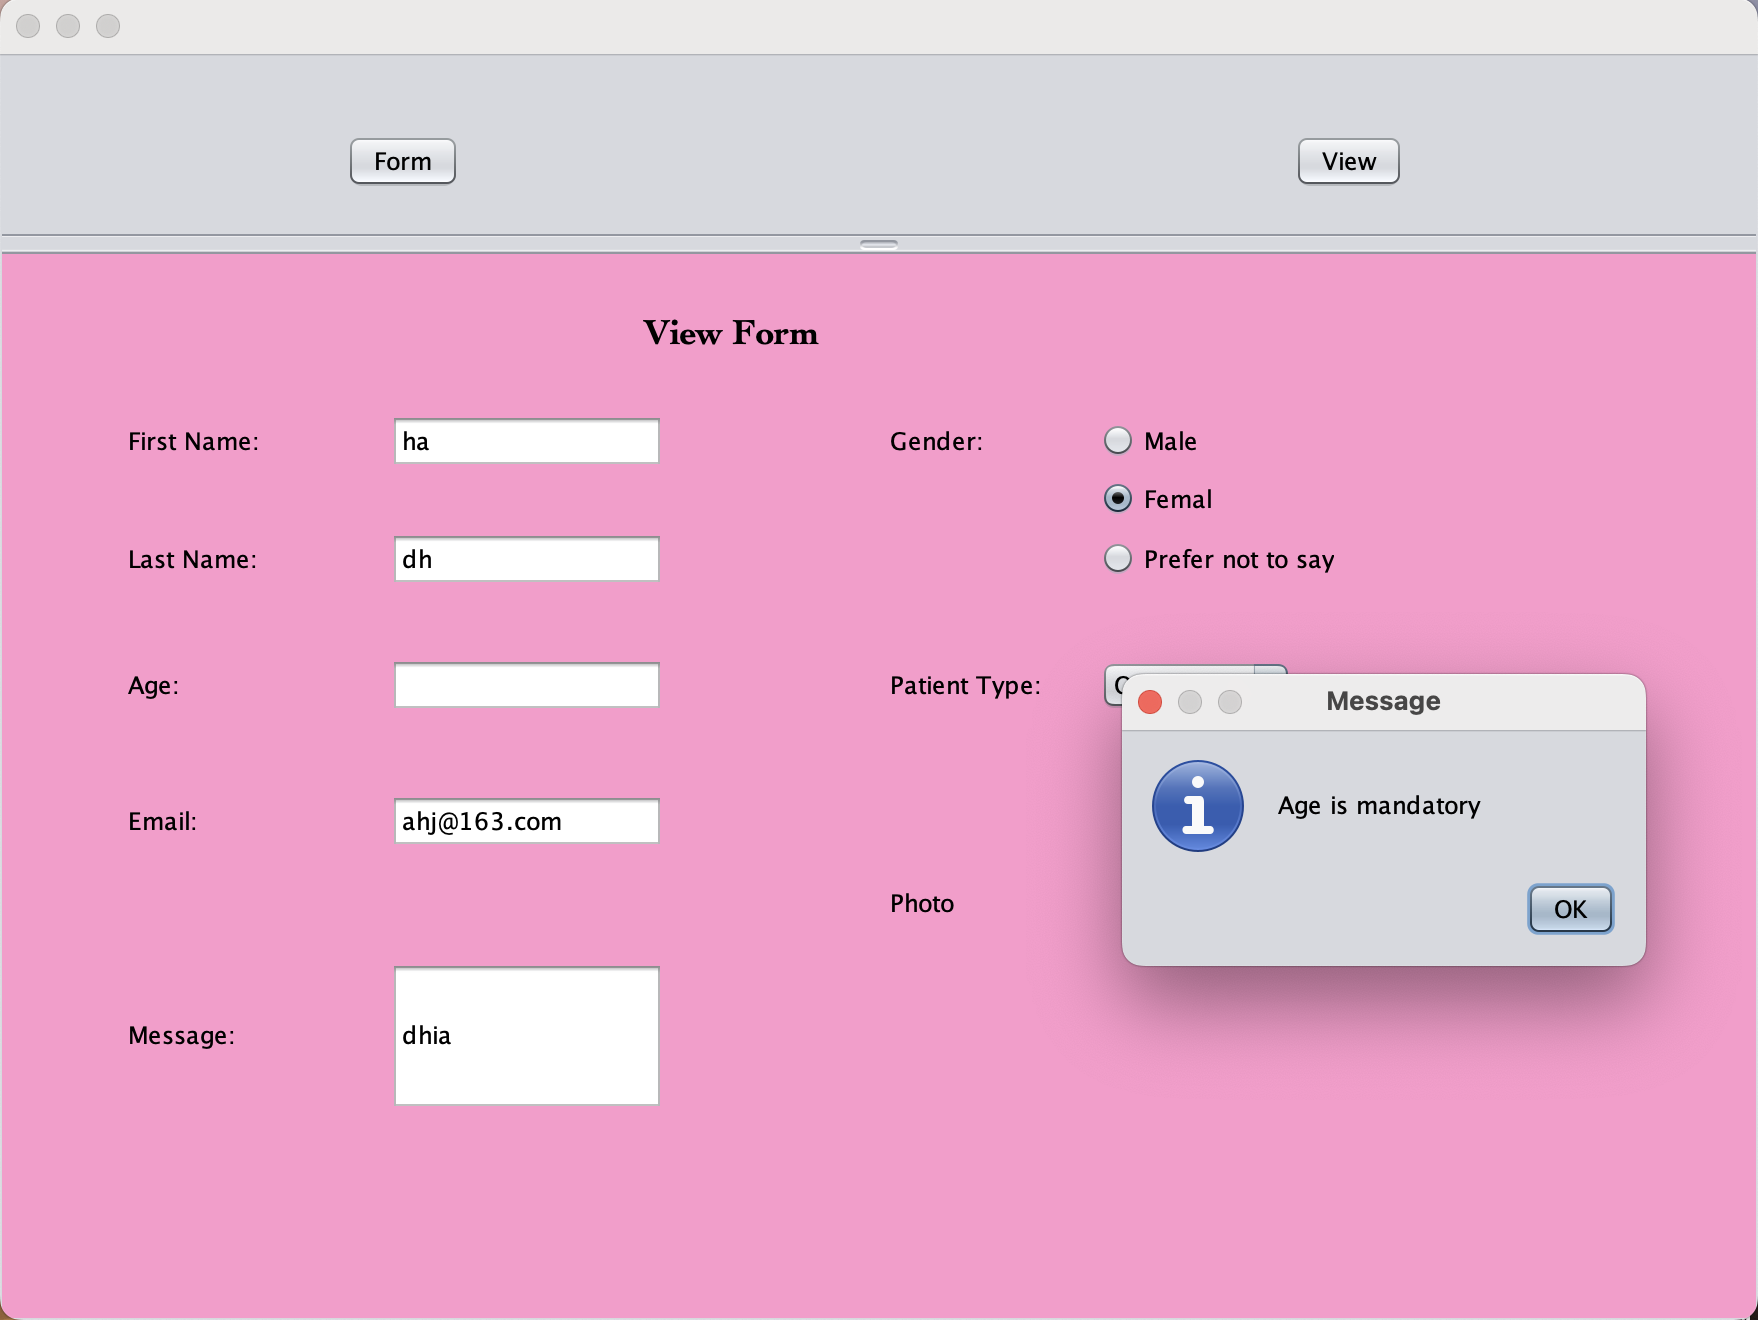 Form
View
View Form
First Name:
ha
Gender:
Male
Femal
Last Name:
dh
Prefer not to say
Age:
Patient Type:
Message
Age is mandatory
OK
Email:
ahj@163.com
Photo
Message:
dhia